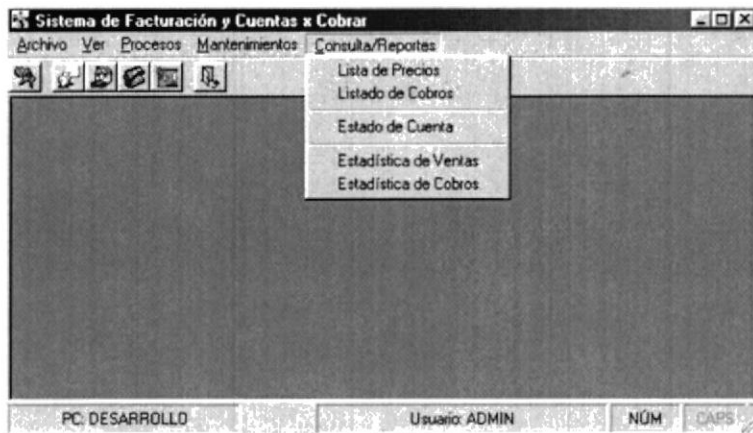 Sistema de Facturación y Cuentas x Cobrar
Archivo Ver Procesos Mantenimientos Consulta/Reportes
Lista de Precios
Listado de Cobros
Estado de Cuenta
Estadística de Ventas
Estadística de Cobros
PC: DESARROLLO Usuario: ADMIN NÚM CAPS